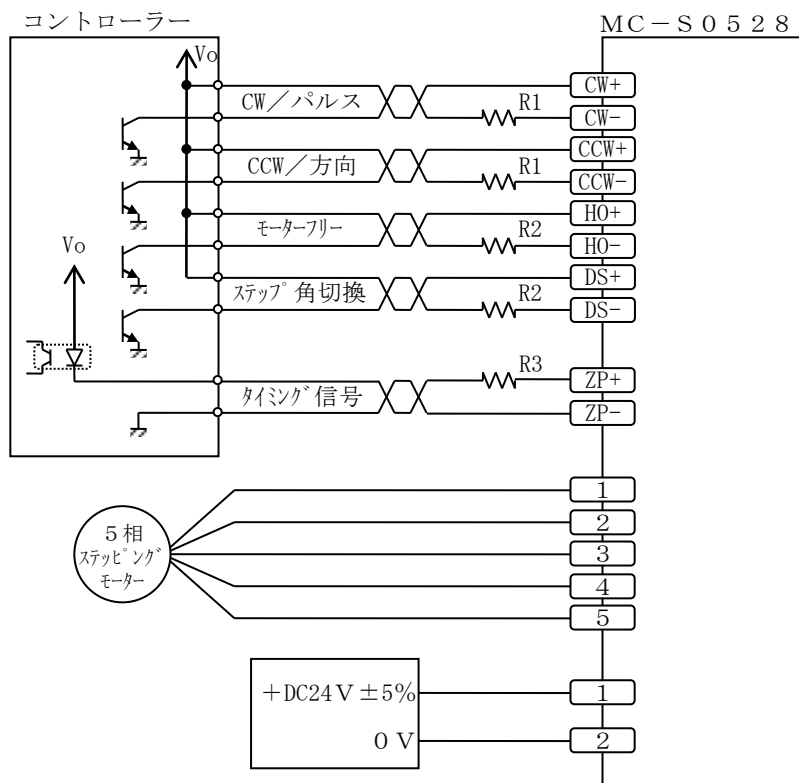 コントローラー
MC－S0528
Vo
CW／パルス
R1
CW+
CW-
CCW／方向
R1
CCW+
CCW-
モーターフリー
R2
HO+
HO-
Vo
ステップ角切換
R2
DS+
DS-
タイミング信号
R3
ZP+
ZP-
5相
ステッピング
モーター
1
2
3
4
5
＋DC24V±5%
1
0V
2